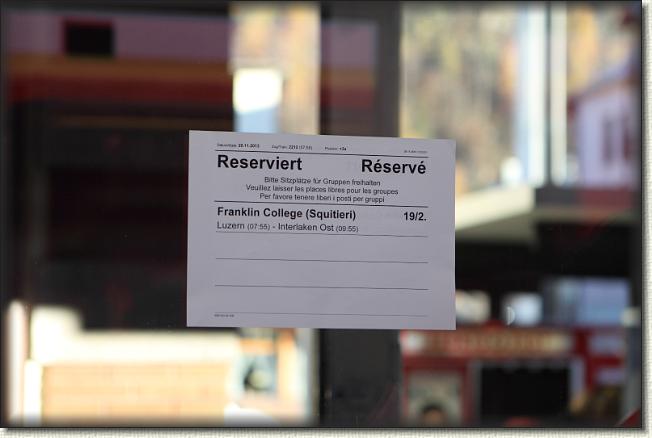 Reserviert Réservé
Bitte Sitzplätze für Gruppen freihalten
Veuillez laisser les places libres pour les groupes
Per favore tenere liberi i posti per gruppi
Franklin College (Squitieri) 19/2.
Luzern (07:55) - Interlaken Ost (09:55)